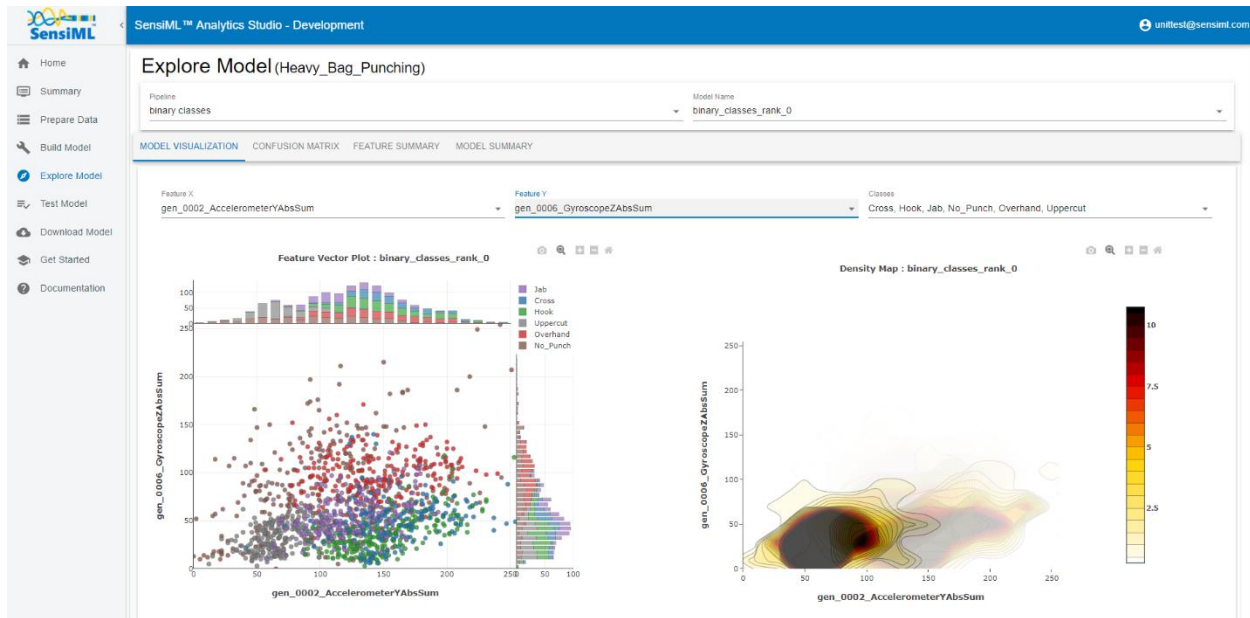 SensiML
SensiML™ Analytics Studio - Development
unittest@sensiml.com
Home
Summary
Prepare Data
Build Model
Explore Model
Test Model
Download Model
Get Started
Documentation
Explore Model (Heavy_Bag_Punching)
Pipeline
binary classes
Model Name
binary_classes_rank_0
MODEL VISUALIZATION CONFUSION MATRIX FEATURE SUMMARY MODEL SUMMARY
Feature X
gen_0002_AccelerometerYAbsSum
Feature Y
gen_0006_GyroscopeZAbsSum
Classes
Cross, Hook, Jab, No_Punch, Overhand, Uppercut
Feature Vector Plot : binary_classes_rank_0
100
50
0
Jab
Cross
Hook
Uppercut
Overhand
No_Punch
250
200
150
100
50
0
gen_0006_GyroscopeZAbsSum
0 50 100 150 200 250 50 100
gen_0002_AccelerometerYAbsSum
Density Map : binary_classes_rank_0
250
200
150
100
50
0
gen_0006_GyroscopeZAbsSum
0 50 100 150 200 250
gen_0002_AccelerometerYAbsSum
10
7.5
5
2.5